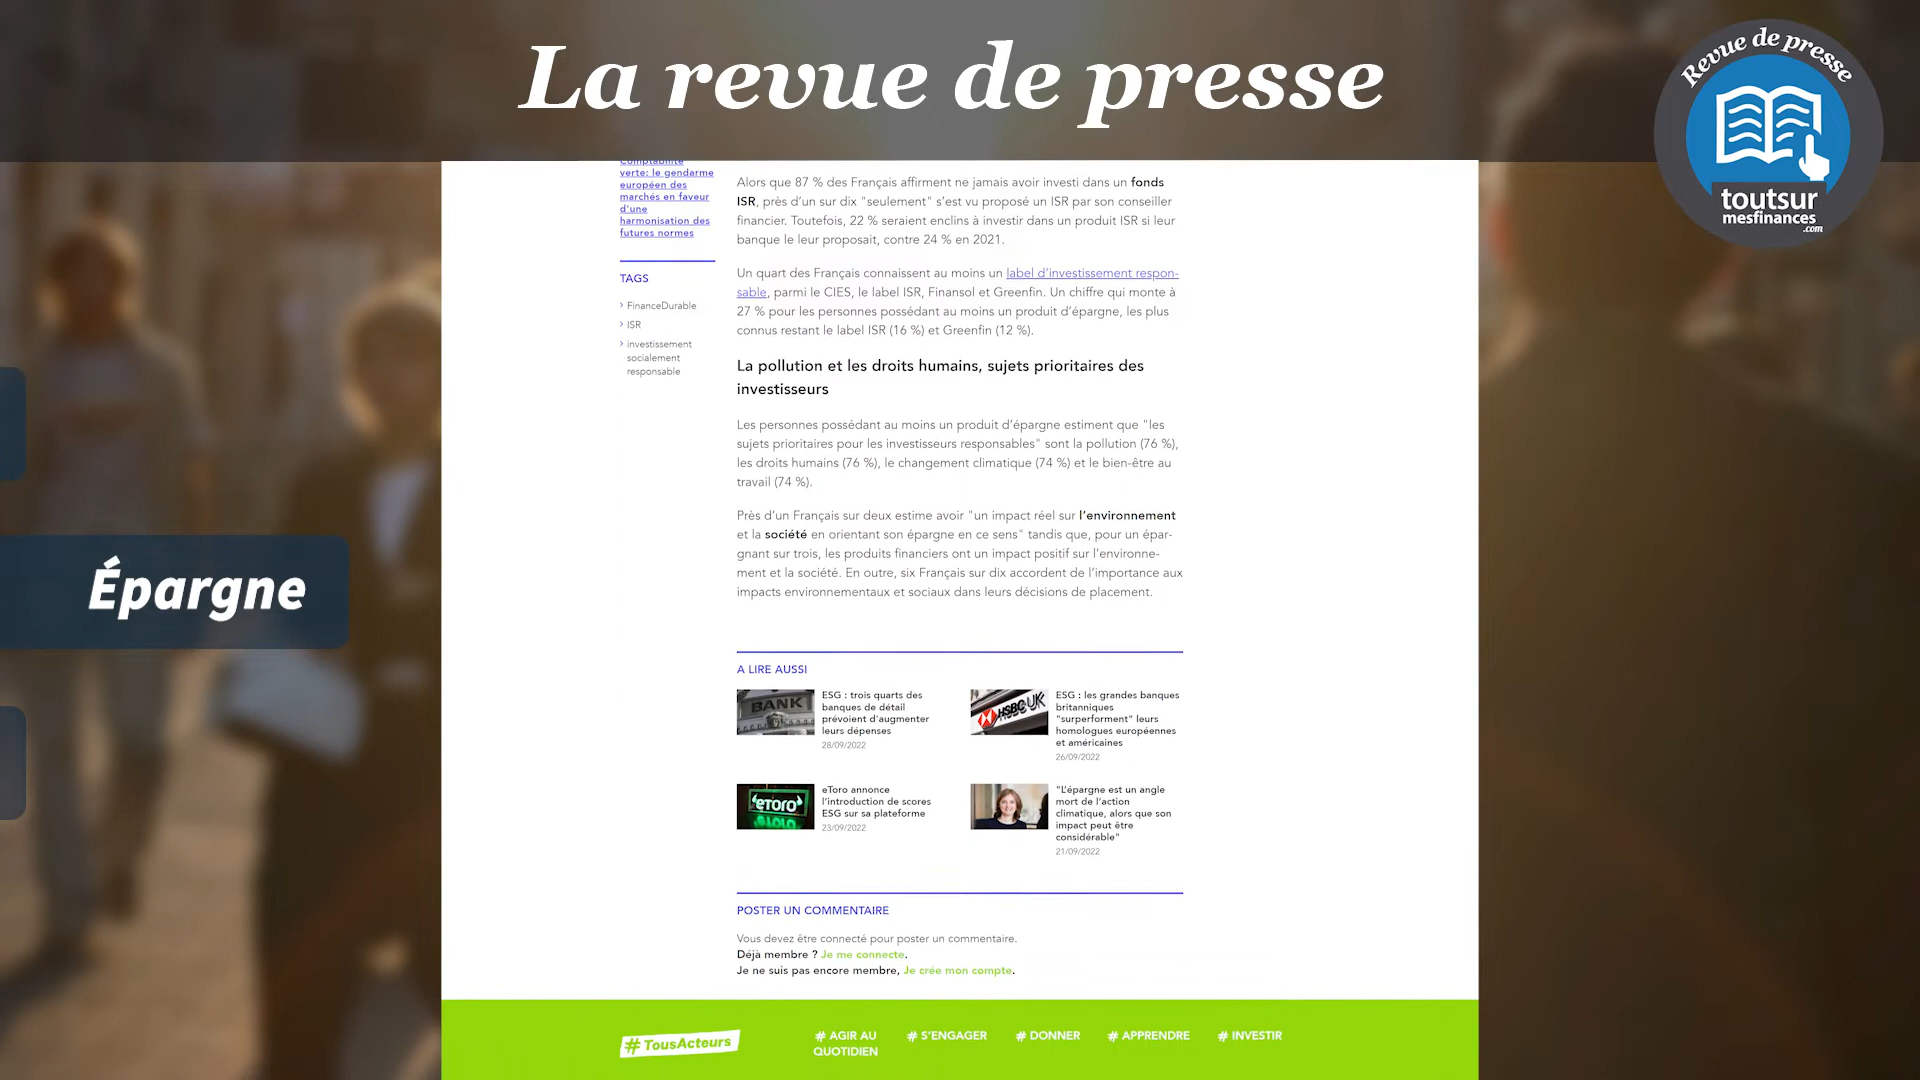 La revue de presse
Revue de presse
toutsur
mesfinances
.com
Épargne
Comptabilité
verte: le gendarme
européen des
marchés en faveur
d'une
harmonisation des
futures normes
TAGS
FinanceDurable
ISR
investissement
socialement
responsable
Alors que 87 % des Français affirment ne jamais avoir investi dans un fonds
ISR, près d’un sur dix "seulement" s’est vu proposé un ISR par son conseiller
financier. Toutefois, 22 % seraient enclins à investir dans un produit ISR si leur
banque le leur proposait, contre 24 % en 2021.
Un quart des Français connaissent au moins un label d’investissement respon-
sable, parmi le CIES, le label ISR, Finansol et Greenfin. Un chiffre qui monte à
27 % pour les personnes possédant au moins un produit d’épargne, les plus
connus restant le label ISR (16 %) et Greenfin (12 %).
La pollution et les droits humains, sujets prioritaires des
investisseurs
Les personnes possédant au moins un produit d’épargne estiment que "les
sujets prioritaires pour les investisseurs responsables" sont la pollution (76 %),
les droits humains (76 %), le changement climatique (74 %) et le bien-être au
travail (74 %).
Près d’un Français sur deux estime avoir "un impact réel sur l’environnement
et la société en orientant son épargne en ce sens" tandis que, pour un épar-
gnant sur trois, les produits financiers ont un impact positif sur l’environne-
ment et la société. En outre, six Français sur dix accordent de l’importance aux
impacts environnementaux et sociaux dans leurs décisions de placement.
A LIRE AUSSI
BANK
ESG : trois quarts des
banques de détail
prévoient d'augmenter
leurs dépenses
28/09/2022
HSBC UK
ESG : les grandes banques
britanniques
"surperforment" leurs
homologues européennes
et américaines
26/09/2022
eToro
eToro annonce
l’introduction de scores
ESG sur sa plateforme
23/09/2022
"L’épargne est un angle
mort de l’action
climatique, alors que son
impact peut être
considérable"
21/09/2022
POSTER UN COMMENTAIRE
Vous devez être connecté pour poster un commentaire.
Déjà membre ? Je me connecte.
Je ne suis pas encore membre, Je crée mon compte.
#TousActeurs
# AGIR AU
QUOTIDIEN
# S'ENGAGER
# DONNER
# APPRENDRE
# INVESTIR